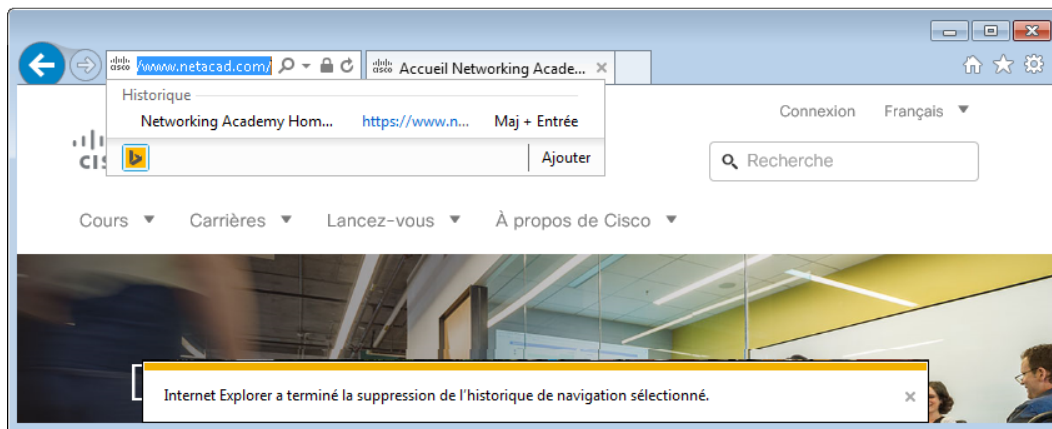 /www.netacad.com/
Accueil Networking Acade...
Historique
Networking Academy Hom... https://www.n... Maj + Entrée
Ajouter
Connexion Français
Recherche
Cours Carrières Lancez-vous À propos de Cisco
Internet Explorer a terminé la suppression de l'historique de navigation sélectionné.